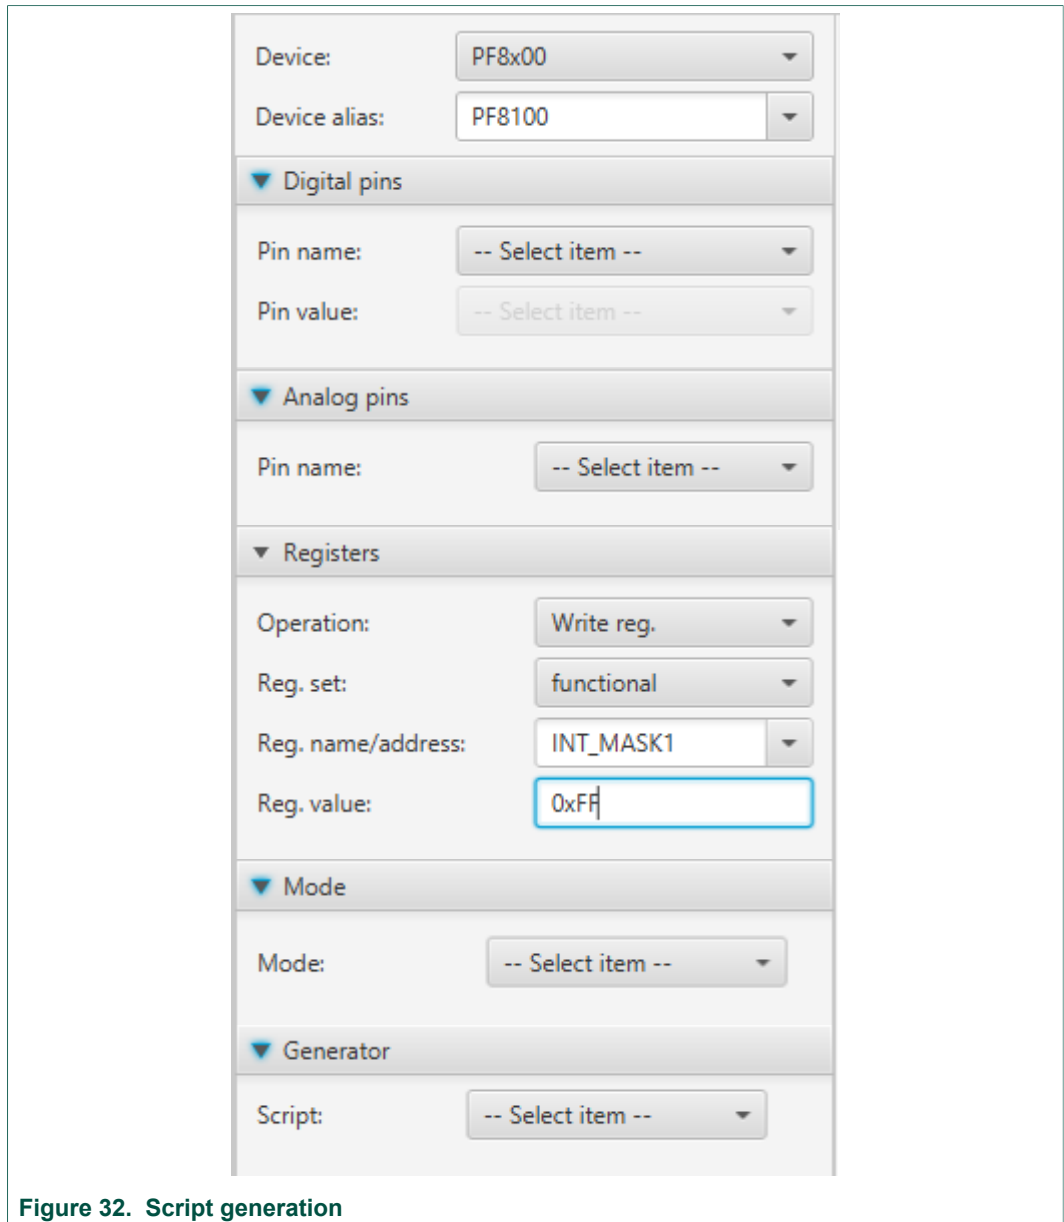 Device: PF8x00
Device alias: PF8100
Digital pins
Pin name: -- Select item --
Pin value: -- Select item --
Analog pins
Pin name: -- Select item --
Registers
Operation: Write reg.
Reg. set: functional
Reg. name/address: INT_MASK1
Reg. value: 0xFF
Mode
Mode: -- Select item --
Generator
Script: -- Select item --
Figure 32. Script generation